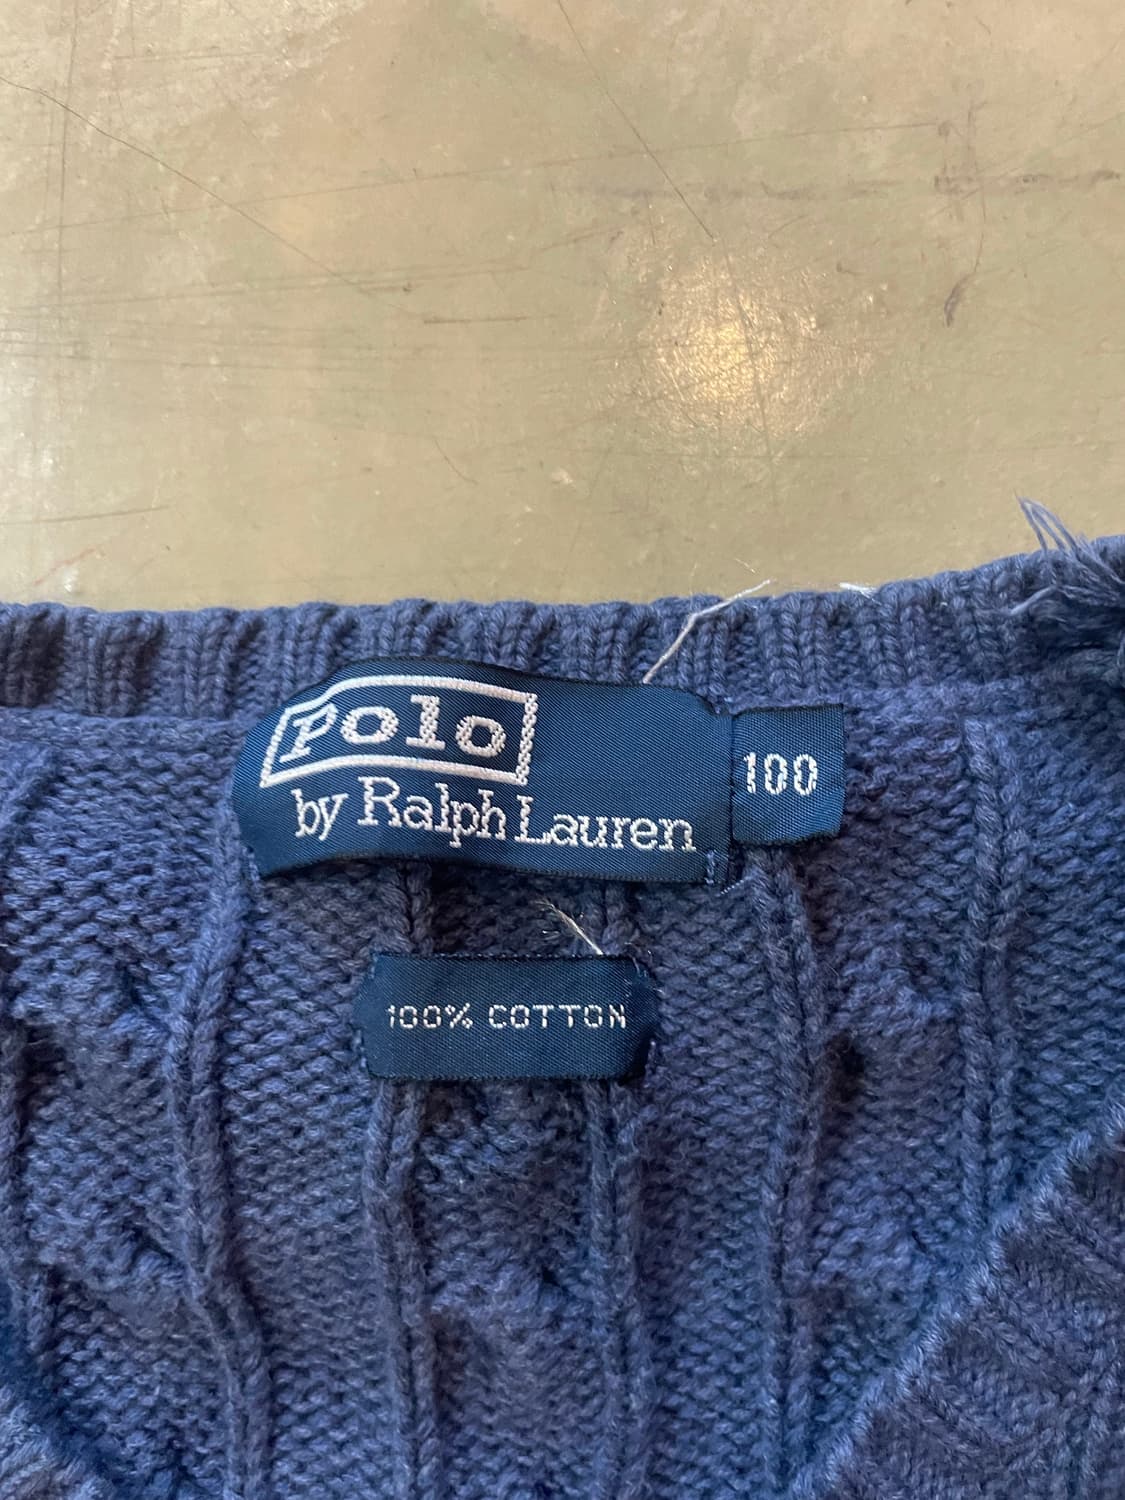 Polo
by Ralph Lauren
100
100% COTTON